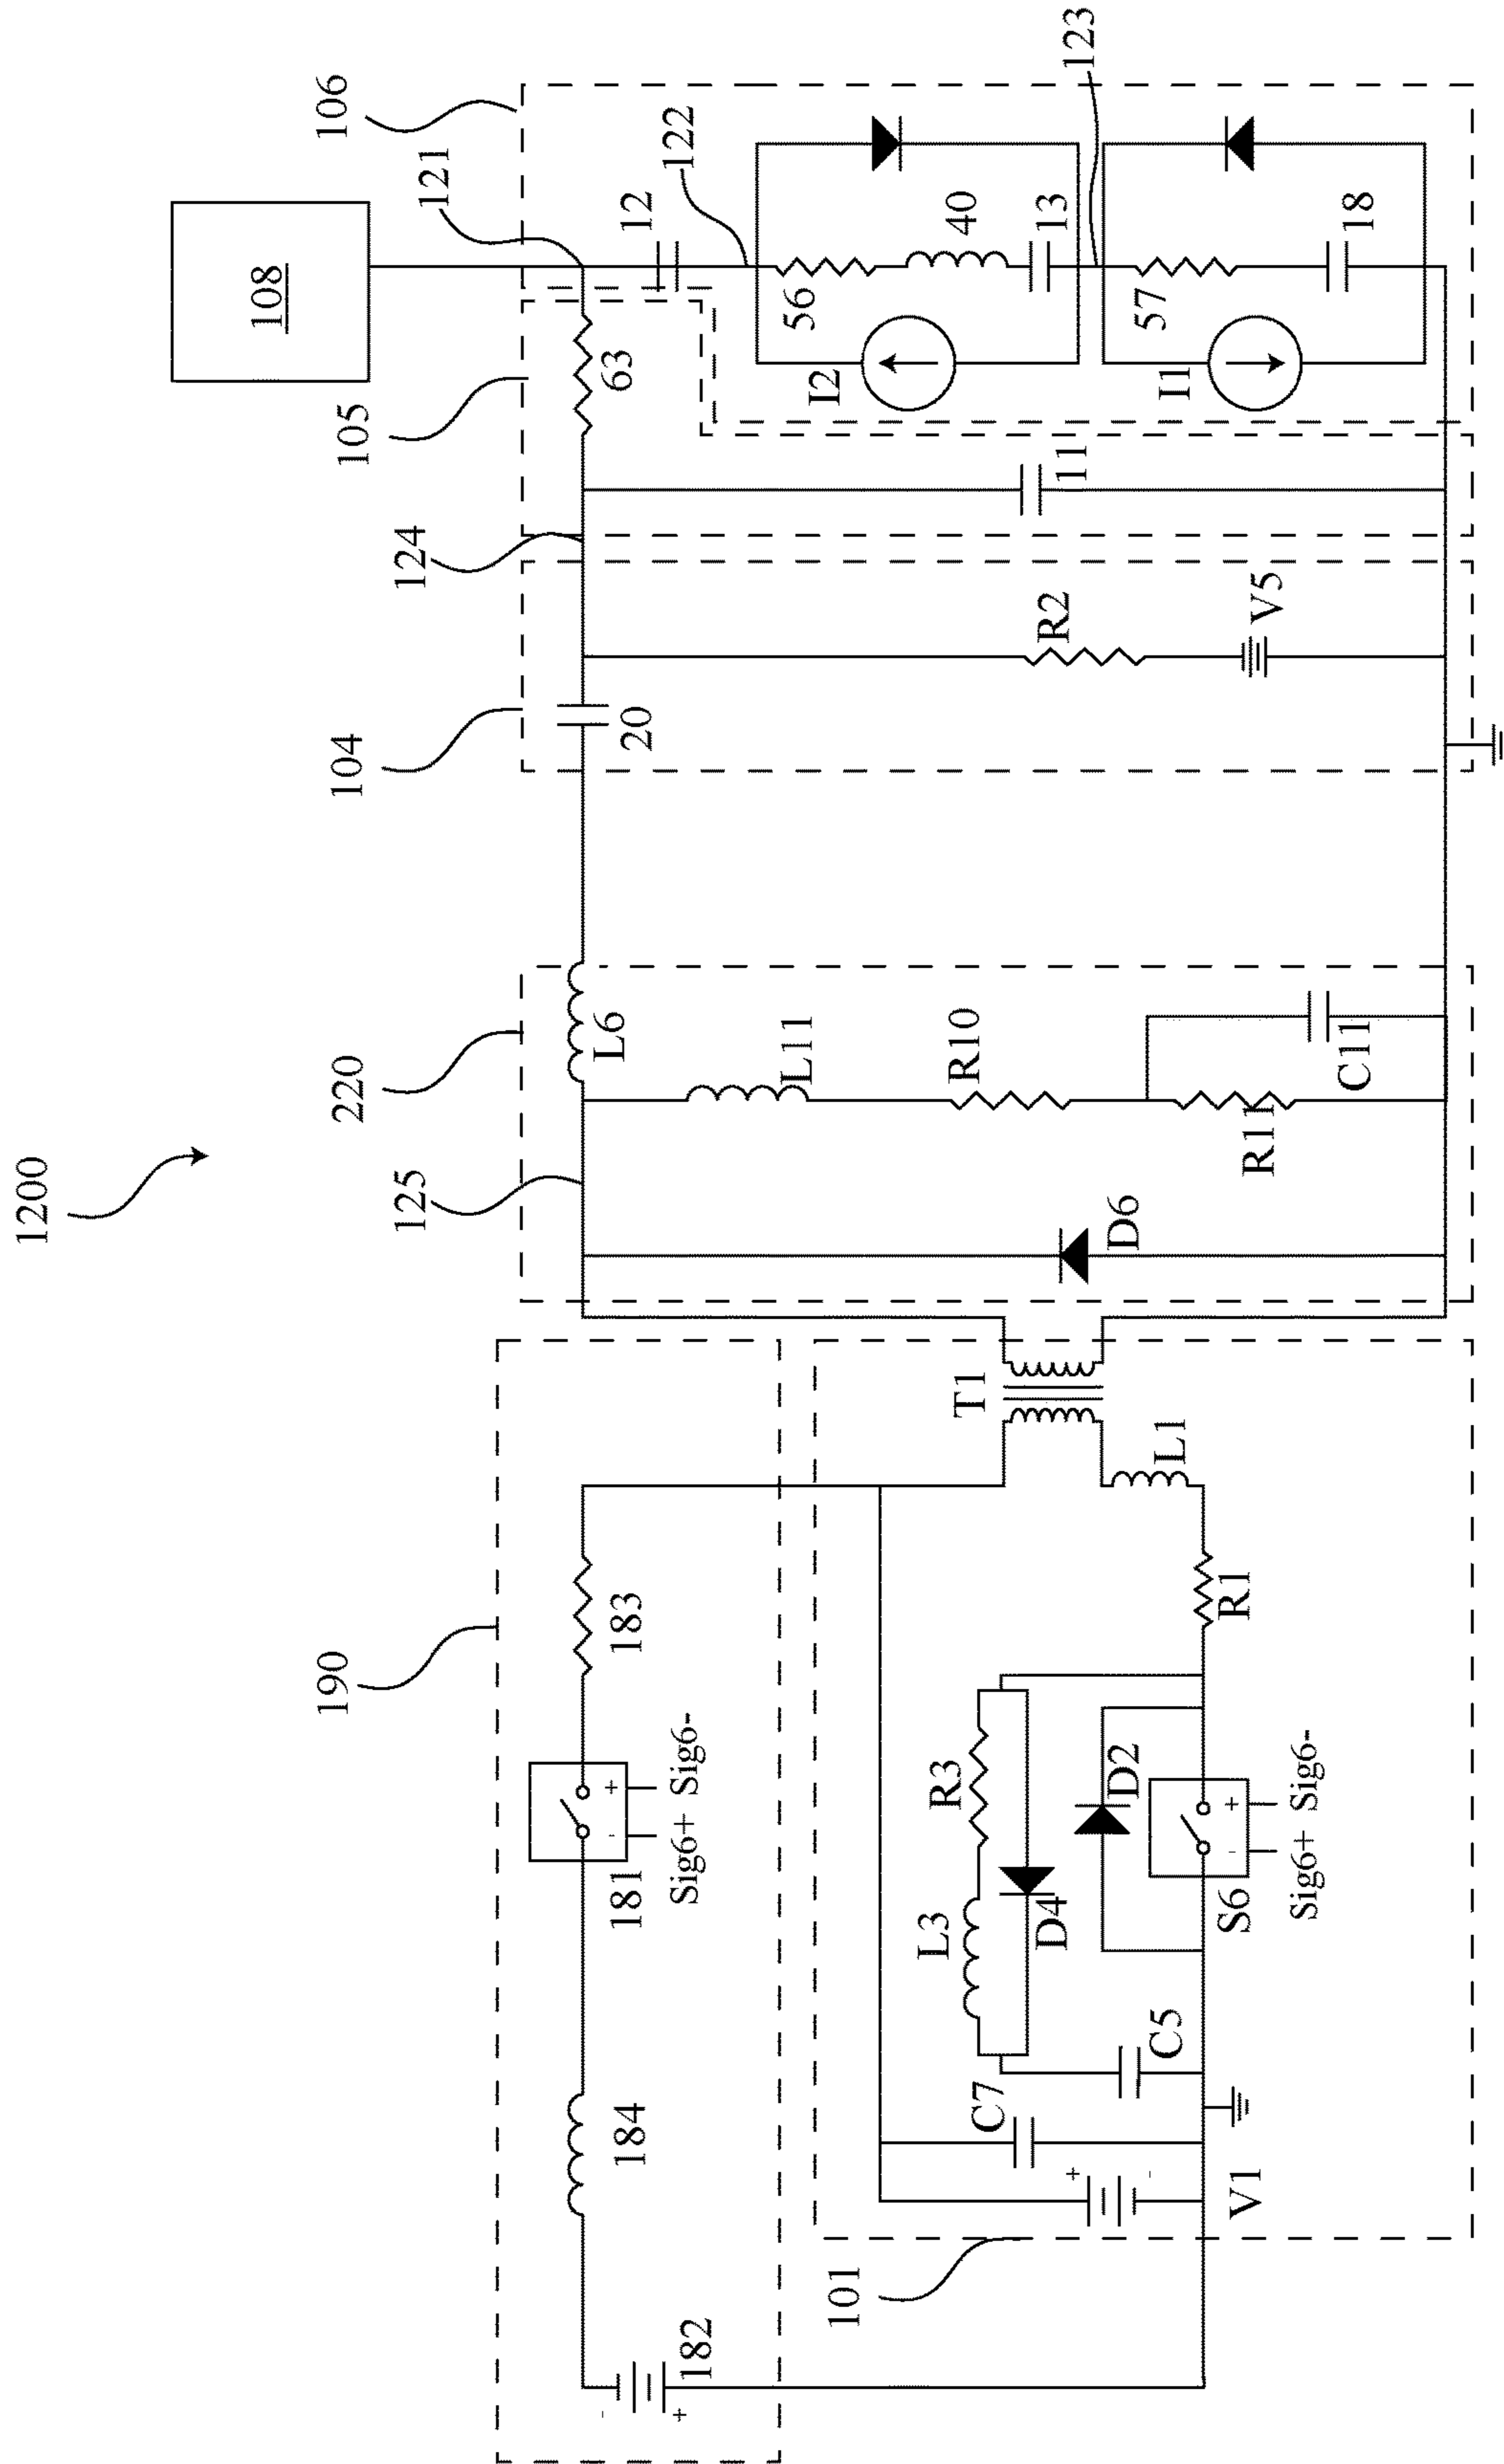 1200
190
220
104
105
106
108
125
124
121
122
123
182
184
181
Sig6+ Sig6-
183
101
V1
C7
C5
L3
R3
D4
D2
S6
Sig6+ Sig6-
R1
L1
T1
D6
L6
L11
R10
R11
C11
20
R2
V5
11
63
12
56
40
13
I2
57
18
I1
+
-
+
-
-
+
-
+